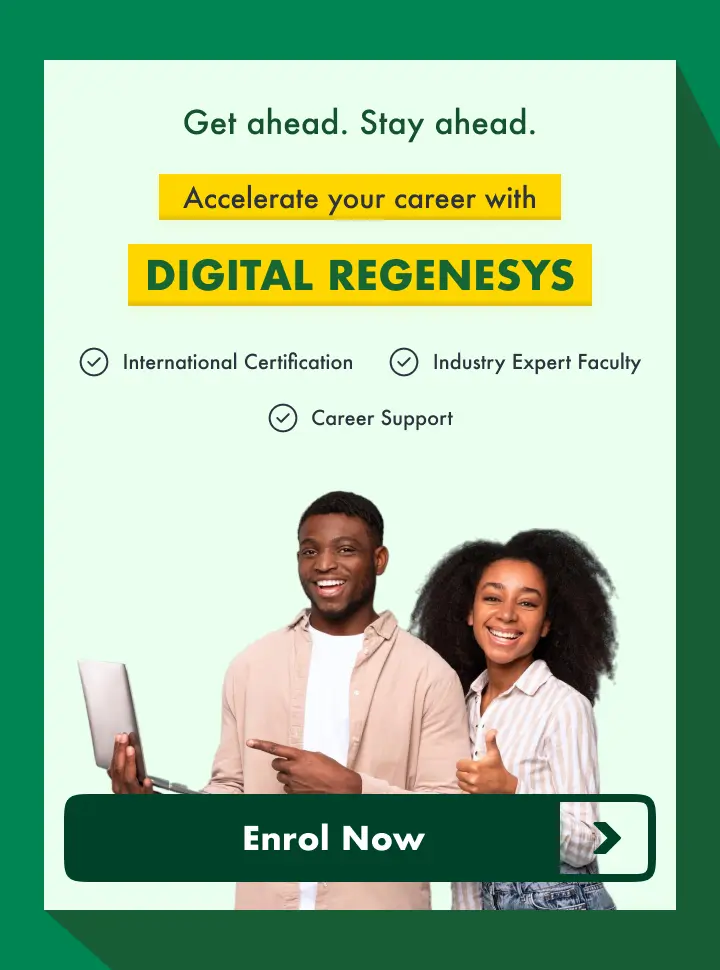 Get ahead. Stay ahead.
Accelerate your career with
DIGITAL REGENESYS
International Certification
Industry Expert Faculty
Career Support
Enrol Now